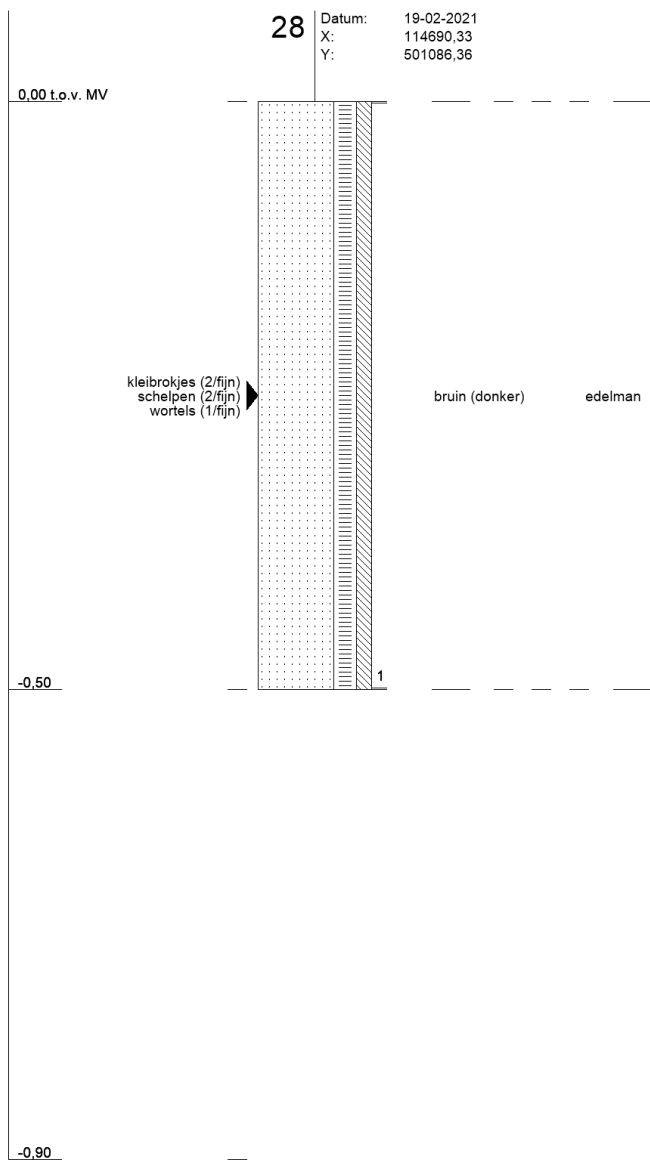 28
Datum: 19-02-2021
X: 114690,33
Y: 501086,36
0,00 t.o.v. MV
kleibrokjes (2/fijn)
schelpen (2/fijn)
wortels (1/fijn)
bruin (donker) edelman
1
-0,50
-0,90